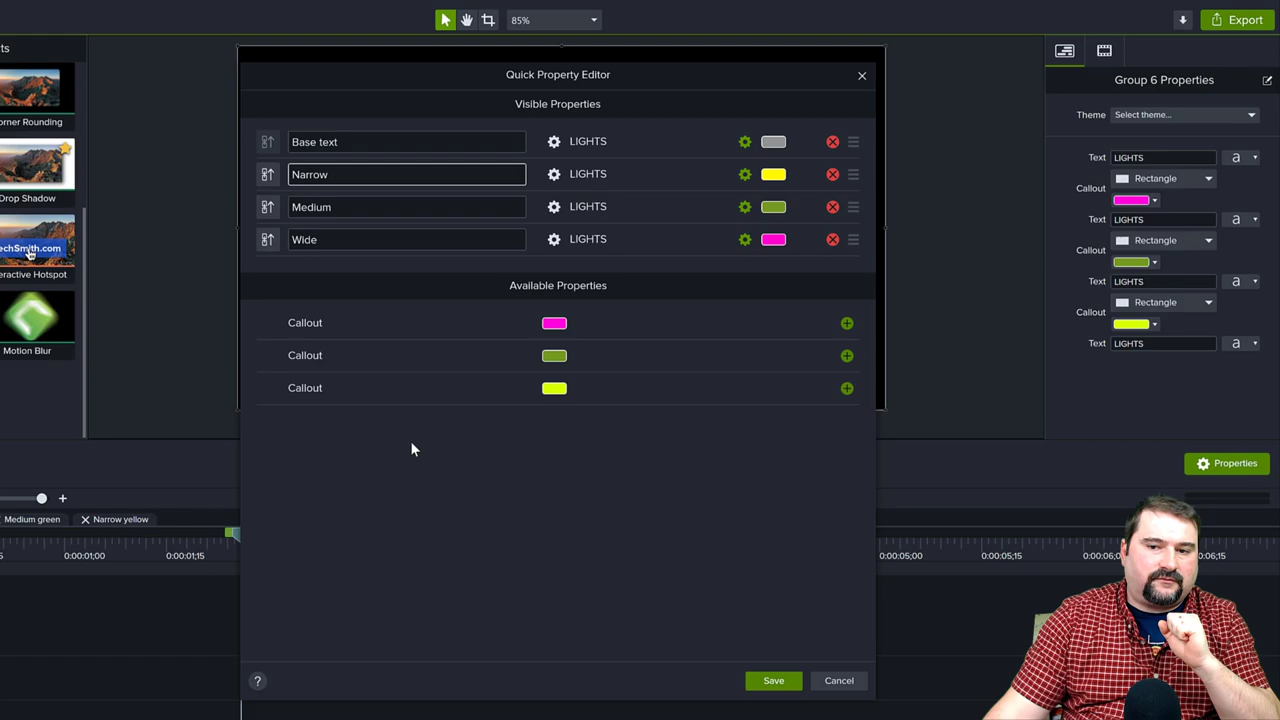 85%
Export
ts
orner Rounding
Drop Shadow
echSmith.com
eractive Hotspot
Motion Blur
Quick Property Editor
Visible Properties
Base text LIGHTS
Narrow LIGHTS
Medium LIGHTS
Wide LIGHTS
Available Properties
Callout
Callout
Callout
?
Save
Cancel
Group 6 Properties
Theme Select theme...
Text LIGHTS a
Callout Rectangle
Text LIGHTS a
Callout Rectangle
Text LIGHTS a
Callout Rectangle
Text LIGHTS a
Properties
+
Medium green
Narrow yellow
5
0:00:01;00
0:00:01;15
0:00:05;00
0:00:05;15
0:00:06;
06;15